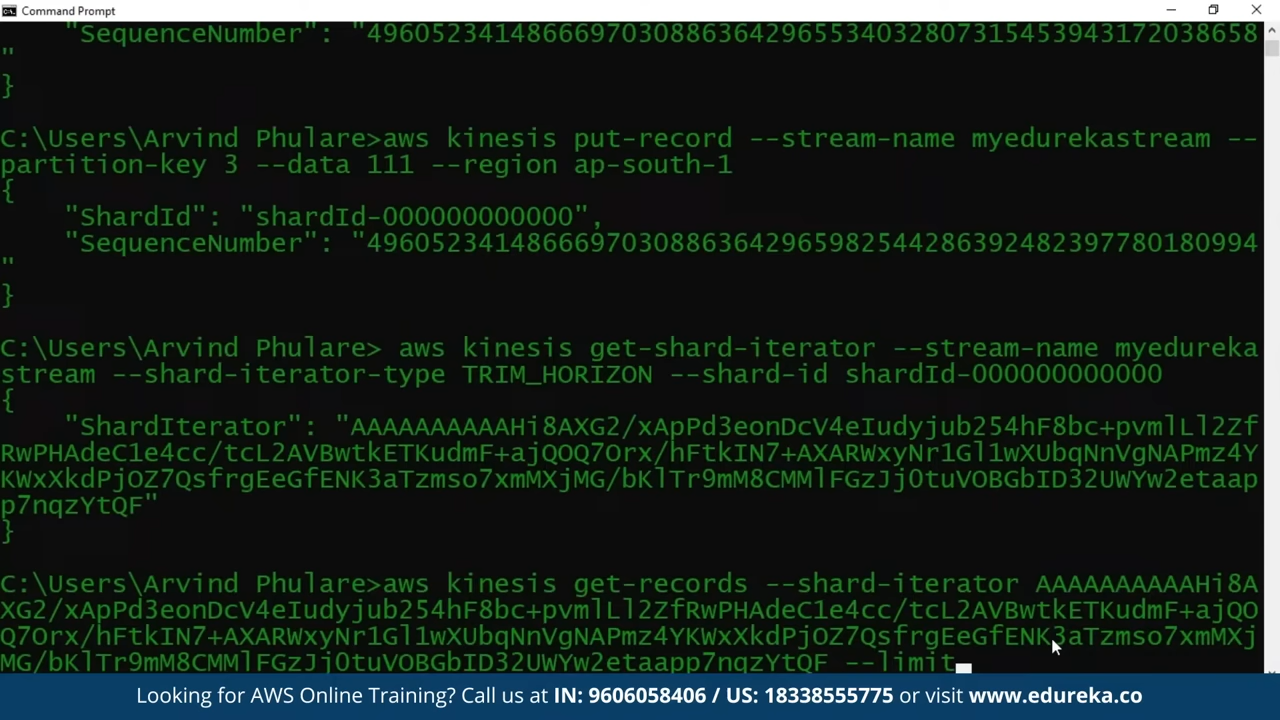 Command Prompt
"SequenceNumber": "49605234148666970308863642965534032807315453943172038658
"
}
C:\Users\Arvind Phulare>aws kinesis put-record --stream-name myedurekastream --
partition-key 3 --data 111 --region ap-south-1
{
"ShardId": "shardId-000000000000",
"SequenceNumber": "49605234148666970308863642965982544286392482397780180994
"
}
C:\Users\Arvind Phulare> aws kinesis get-shard-iterator --stream-name myedureka
stream --shard-iterator-type TRIM_HORIZON --shard-id shardId-000000000000
{
"ShardIterator": "AAAAAAAAAAHi8AXG2/xApPd3eonDcV4eIudyjub254hF8bc+pvmlLl2Zf
RwPHAdeC1e4cc/tcL2AVBwtkETKudmF+ajQOQ7Orx/hFtkIN7+AXARWxyNr1Gl1wXUbqNnVgNAPmz4Y
KWxXkdPjOZ7QsfrgEeGfENK3aTzmso7xmMXjMG/bKlTr9mM8CMMlFGzJj0tuVOBGbID32UWYw2etaap
p7nqzYtQF"
}
C:\Users\Arvind Phulare>aws kinesis get-records --shard-iterator AAAAAAAAAAHi8A
XG2/xApPd3eonDcV4eIudyjub254hF8bc+pvmlLl2ZfRwPHAdeC1e4cc/tcL2AVBwtkETKudmF+ajQO
Q7Orx/hFtkIN7+AXARWxyNr1Gl1wXUbqNnVgNAPmz4YKWxXkdPjOZ7QsfrgEeGfENK3aTzmso7xmMXj
MG/bKlTr9mM8CMMlFGzJj0tuVOBGbID32UWYw2etaapp7nqzYtQF --limit
Looking for AWS Online Training? Call us at IN: 9606058406 / US: 18338555775 or visit www.edureka.co